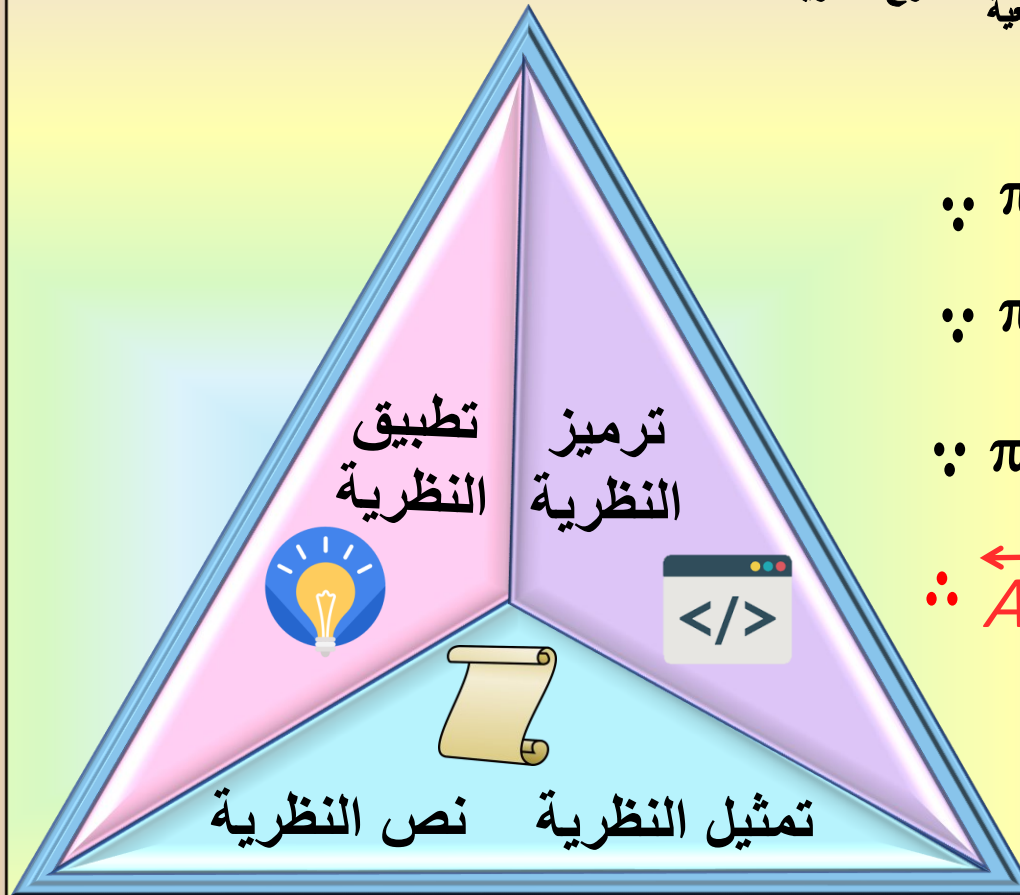 ترميز
النظرية
تطبيق
النظرية
</>
نص النظرية
تمثيل النظرية
∵ π
∵ π
∵ π
∴ A